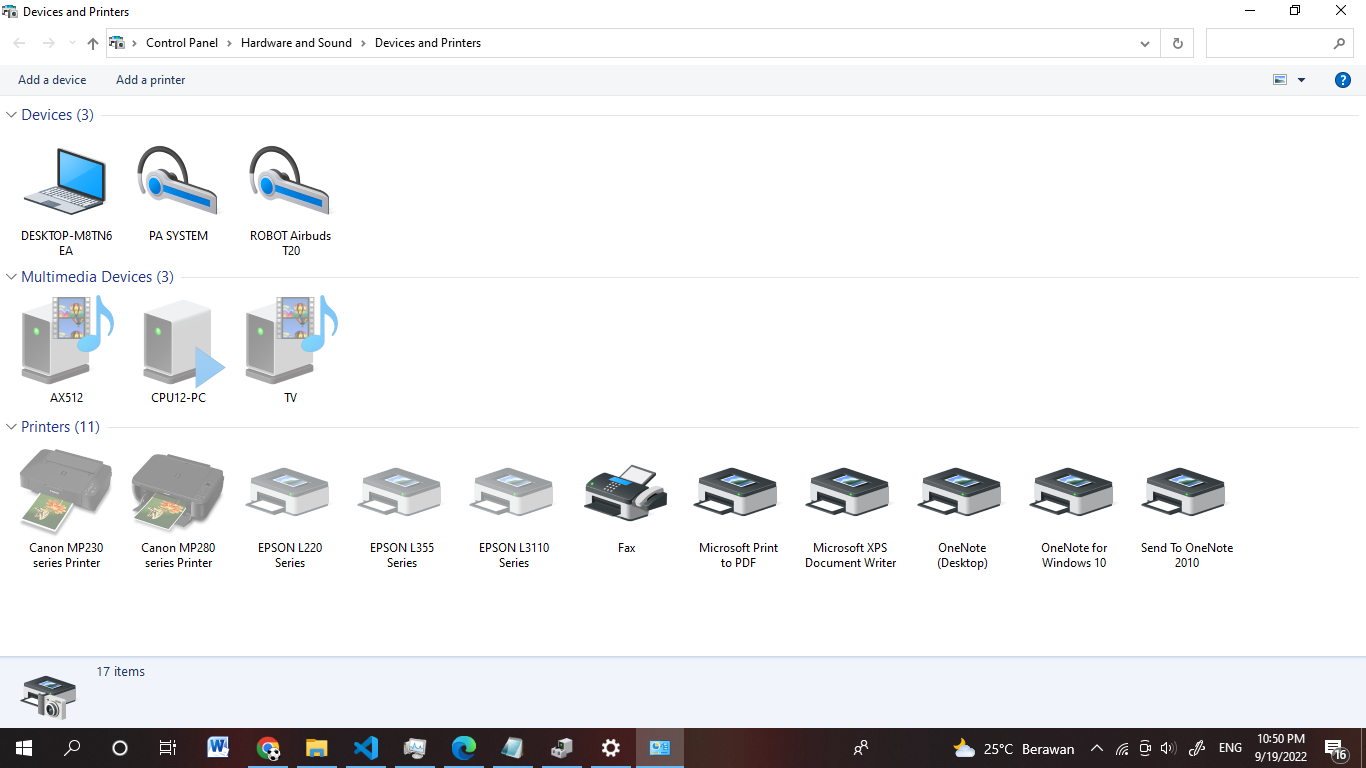 Devices and Printers
Control Panel > Hardware and Sound > Devices and Printers
Add a device Add a printer
Devices (3)
DESKTOP-M8TN6
EA
PA SYSTEM
ROBOT Airbuds
T20
Multimedia Devices (3)
AX512
CPU12-PC
TV
Printers (11)
Canon MP230
series Printer
Canon MP280
series Printer
EPSON L220
Series
EPSON L355
Series
EPSON L3110
Series
Fax
Microsoft Print
to PDF
Microsoft XPS
Document Writer
OneNote
(Desktop)
OneNote for
Windows 10
Send To OneNote
2010
17 items
25°C Berawan
ENG
10:50 PM
9/19/2022
16